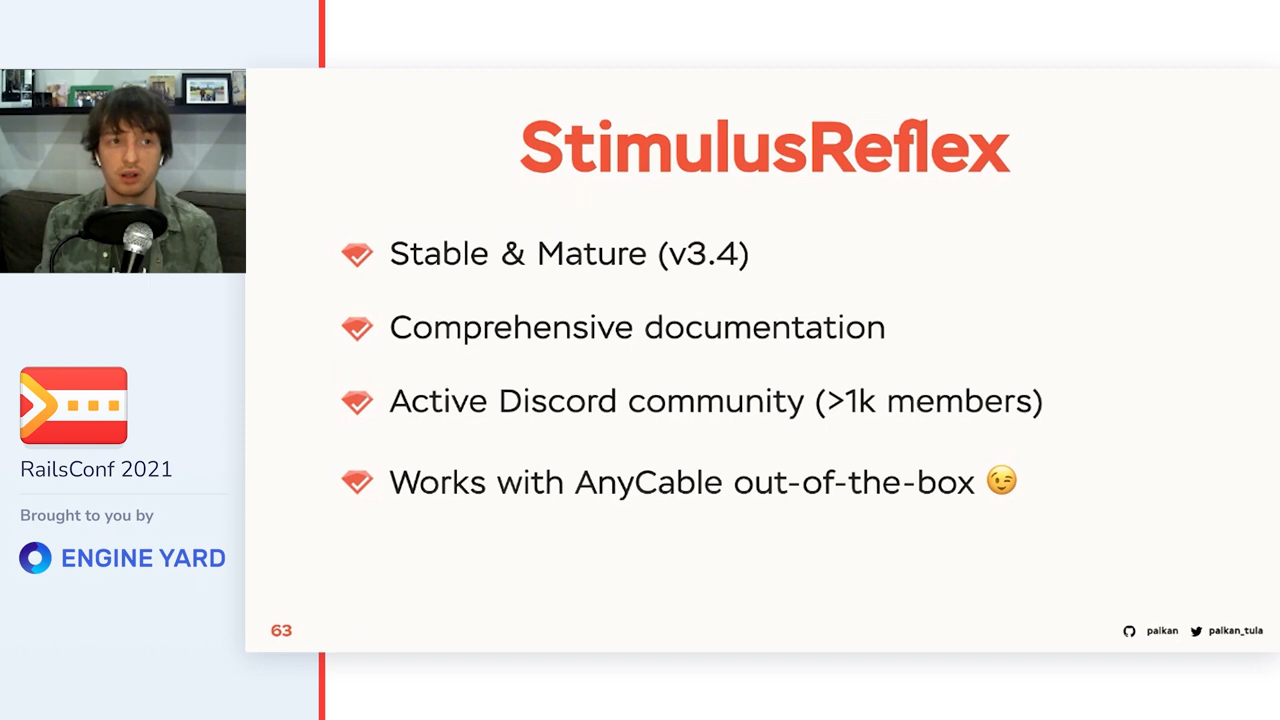 StimulusReflex
Stable & Mature (v3.4)
Comprehensive documentation
Active Discord community (>1k members)
Works with AnyCable out-of-the-box 😉
RailsConf 2021
Brought to you by
ENGINE YARD
63
palkan
palkan_tula